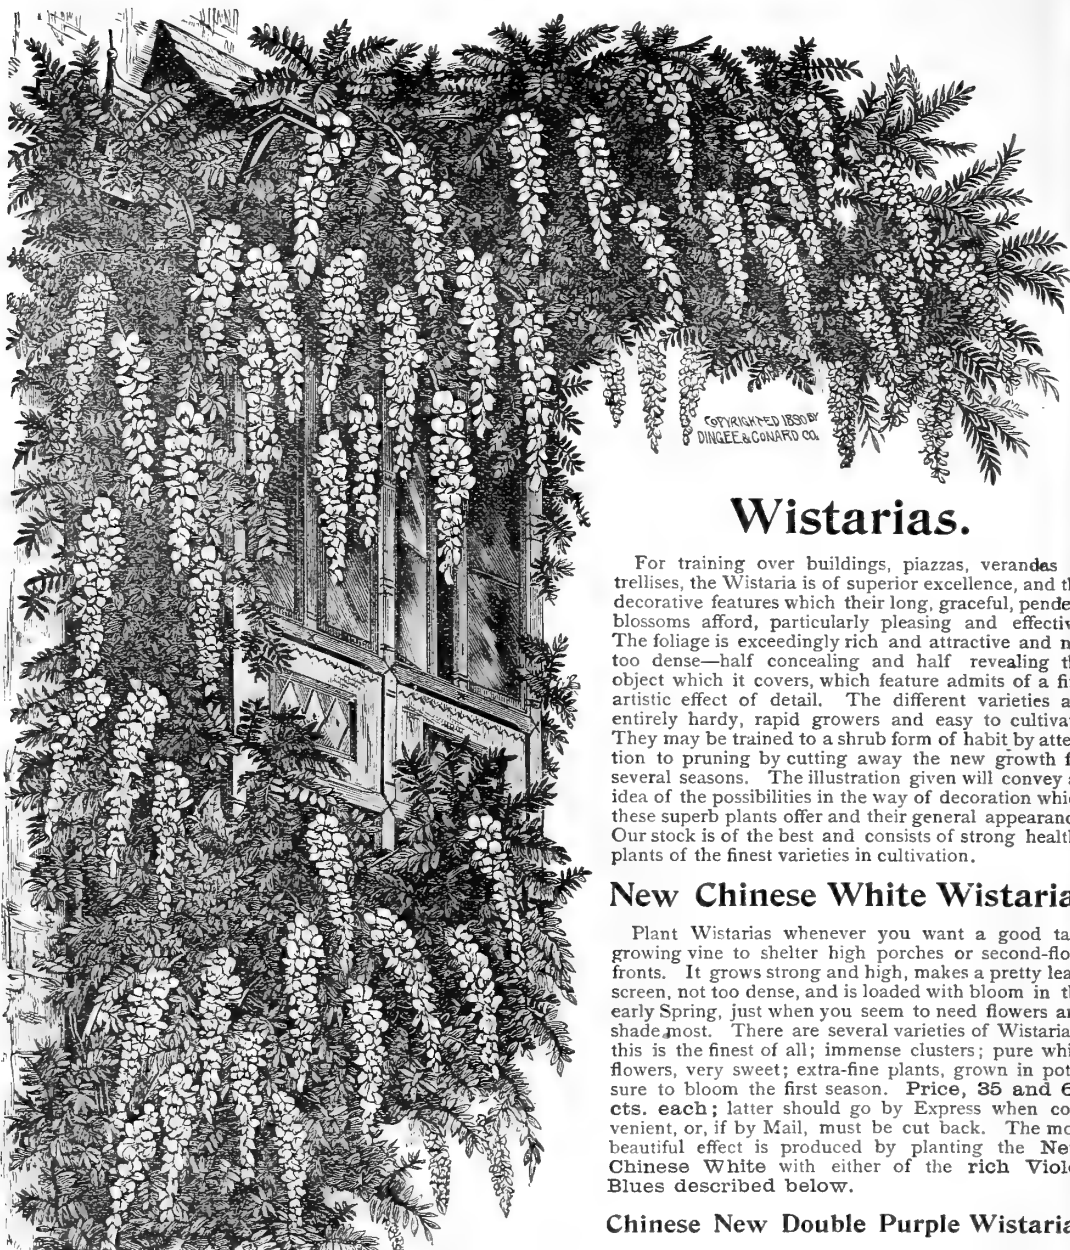 COPYRIGHTED 1890 BY
DINGEE & CONARD CO.
Wistarias.
For training over buildings, piazzas, verandas
trellises, the Wistaria is of superior excellence, and th
decorative features which their long, graceful, pende
blossoms afford, particularly pleasing and effectiv
The foliage is exceedingly rich and attractive and n
too dense—half concealing and half revealing th
object which it covers, which feature admits of a fi
artistic effect of detail. The different varieties a
entirely hardy, rapid growers and easy to cultiva
They may be trained to a shrub form of habit by atte
tion to pruning by cutting away the new growth f
several seasons. The illustration given will convey a
idea of the possibilities in the way of decoration whic
these superb plants offer and their general appearanc
Our stock is of the best and consists of strong health
plants of the finest varieties in cultivation.
New Chinese White Wistaria
Plant Wistarias whenever you want a good ta
growing vine to shelter high porches or second-flo
fronts. It grows strong and high, makes a pretty lea
screen, not too dense, and is loaded with bloom in th
early Spring, just when you seem to need flowers an
shade most. There are several varieties of Wistaria
this is the finest of all; immense clusters; pure whi
flowers, very sweet; extra-fine plants, grown in pot
sure to bloom the first season. Price, 35 and 6
cts. each; latter should go by Express when co
venient, or, if by Mail, must be cut back. The mo
beautiful effect is produced by planting the Ne
Chinese White with either of the rich Viol
Blues described below.
Chinese New Double Purple Wistaria